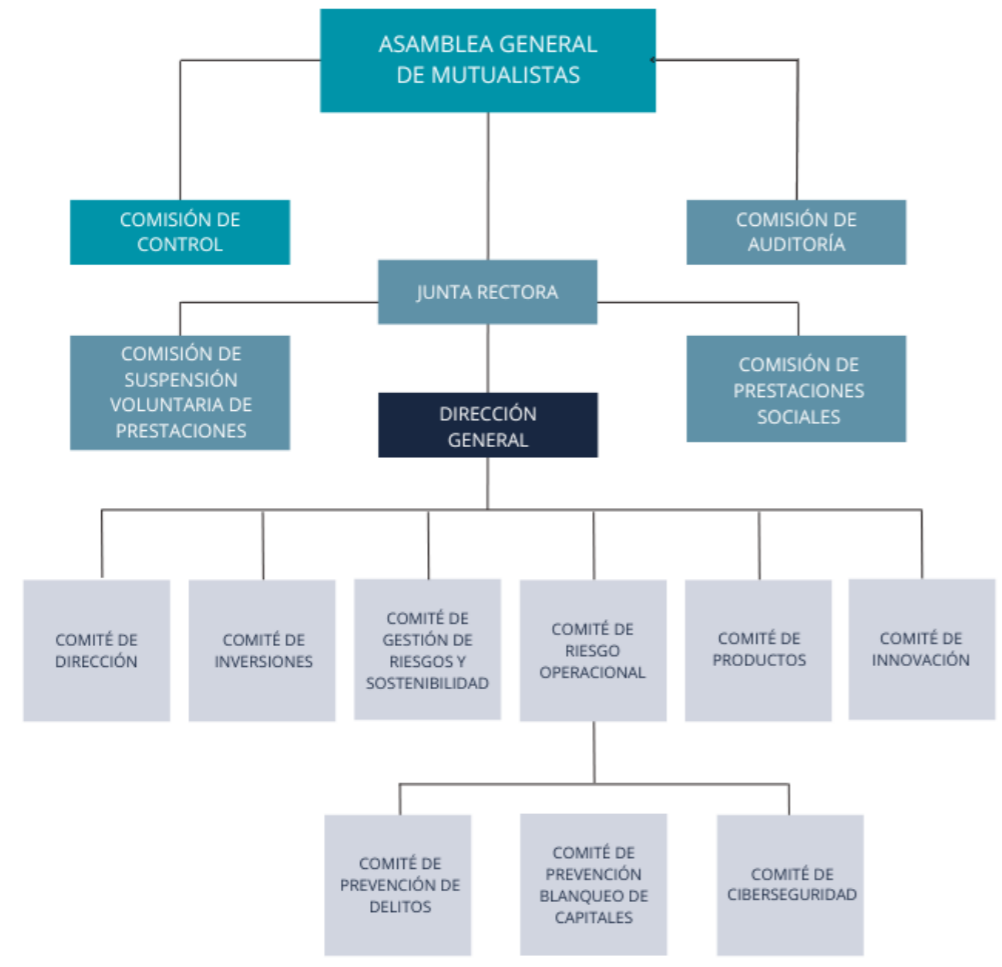 ASAMBLEA GENERAL
DE MUTUALISTAS
COMISIÓN DE
CONTROL
COMISIÓN DE
AUDITORÍA
JUNTA RECTORA
COMISIÓN DE
SUSPENSIÓN
VOLUNTARIA DE
PRESTACIONES
COMISIÓN DE
PRESTACIONES
SOCIALES
DIRECCIÓN
GENERAL
COMITÉ DE
DIRECCIÓN
COMITÉ DE
INVERSIONES
COMITÉ DE
GESTIÓN DE
RIESGOS Y
SOSTENIBILIDAD
COMITÉ DE
RIESGO
OPERACIONAL
COMITÉ DE
PRODUCTOS
COMITÉ DE
INNOVACIÓN
COMITÉ DE
PREVENCIÓN DE
DELITOS
COMITÉ DE
PREVENCIÓN
BLANQUEO DE
CAPITALES
COMITÉ DE
CIBERSEGURIDAD